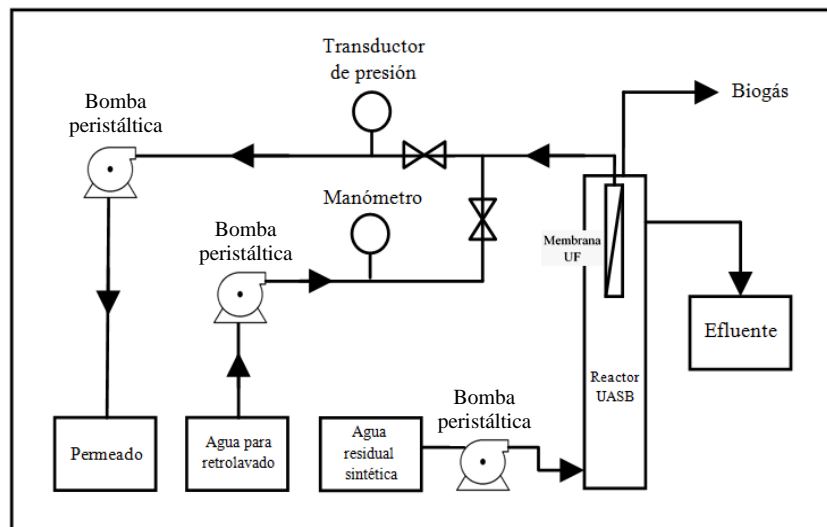 Transductor
de presión
Bomba
peristáltica
Biogás
Manómetro
Bomba
peristáltica
Membrana
UF
Efluente
Reactor
UASB
Bomba
peristáltica
Permeado
Agua para
retrolavado
Agua
residual
sintética